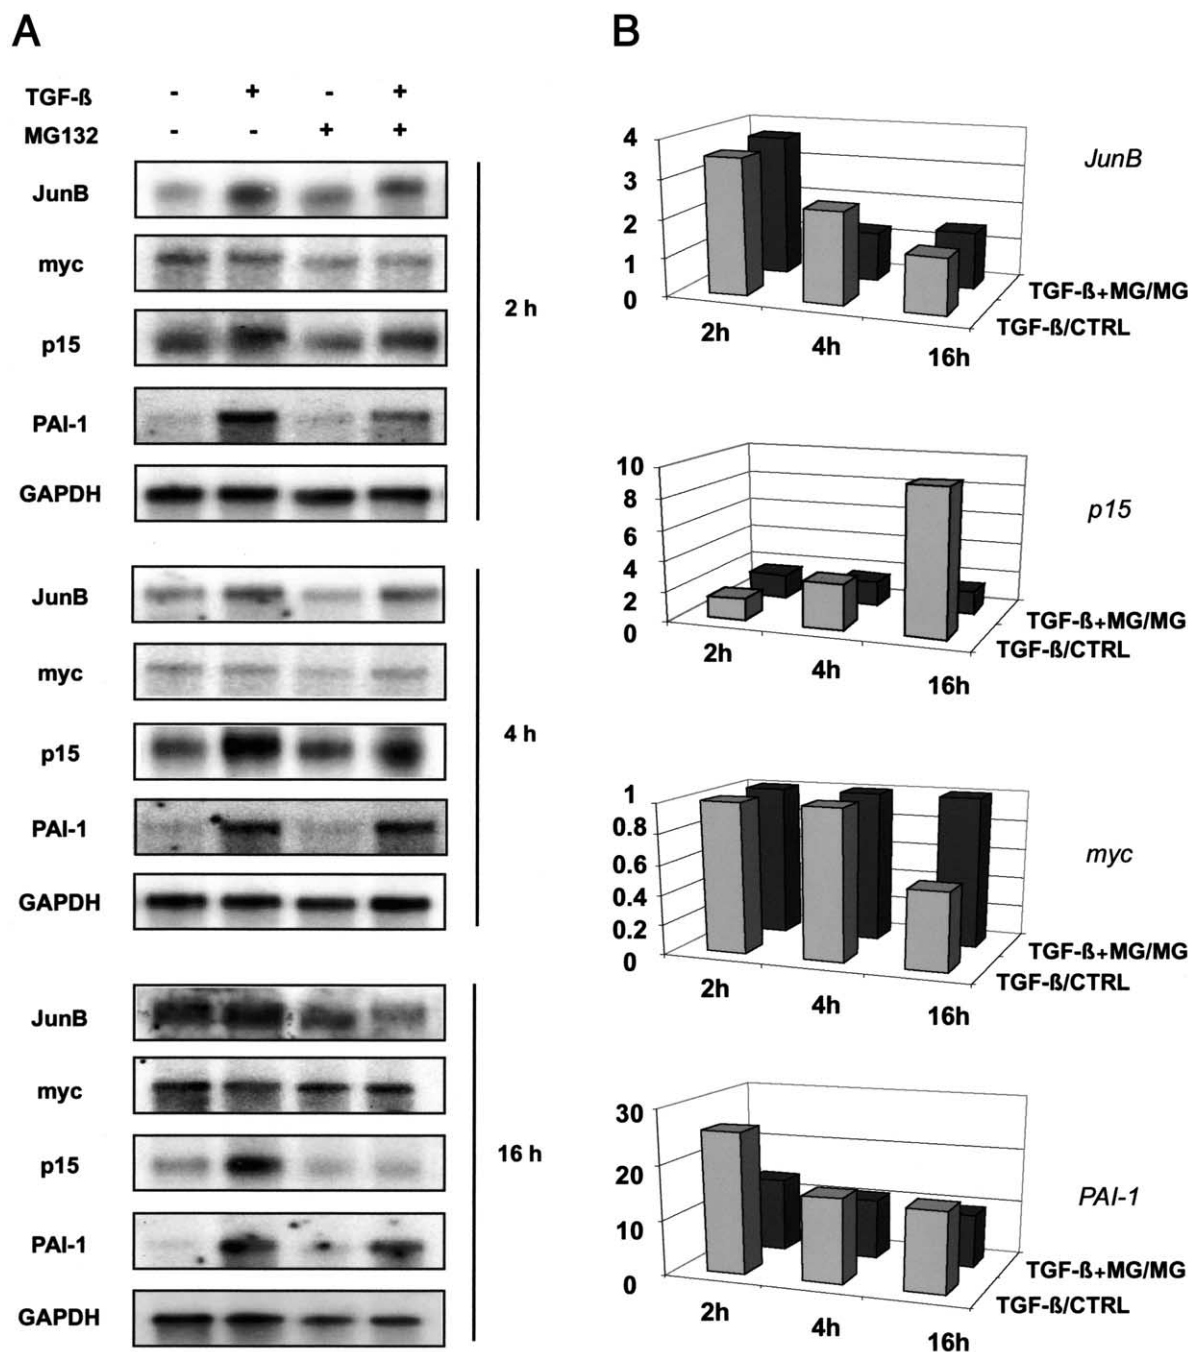 A
TGF-ß - + - +
MG132 - - + +
JunB
myc
p15
PAI-1
GAPDH
2 h
JunB
myc
p15
PAI-1
GAPDH
4 h
JunB
myc
p15
PAI-1
GAPDH
16 h
B
4
3
2
1
0
2h
4h
16h
JunB
TGF-ß+MG/MG
TGF-ß/CTRL
10
8
6
4
2
0
2h
4h
16h
p15
TGF-ß+MG/MG
TGF-ß/CTRL
1
0.8
0.6
0.4
0.2
0
2h
4h
16h
myc
TGF-ß+MG/MG
TGF-ß/CTRL
30
20
10
0
2h
4h
16h
PAI-1
TGF-ß+MG/MG
TGF-ß/CTRL